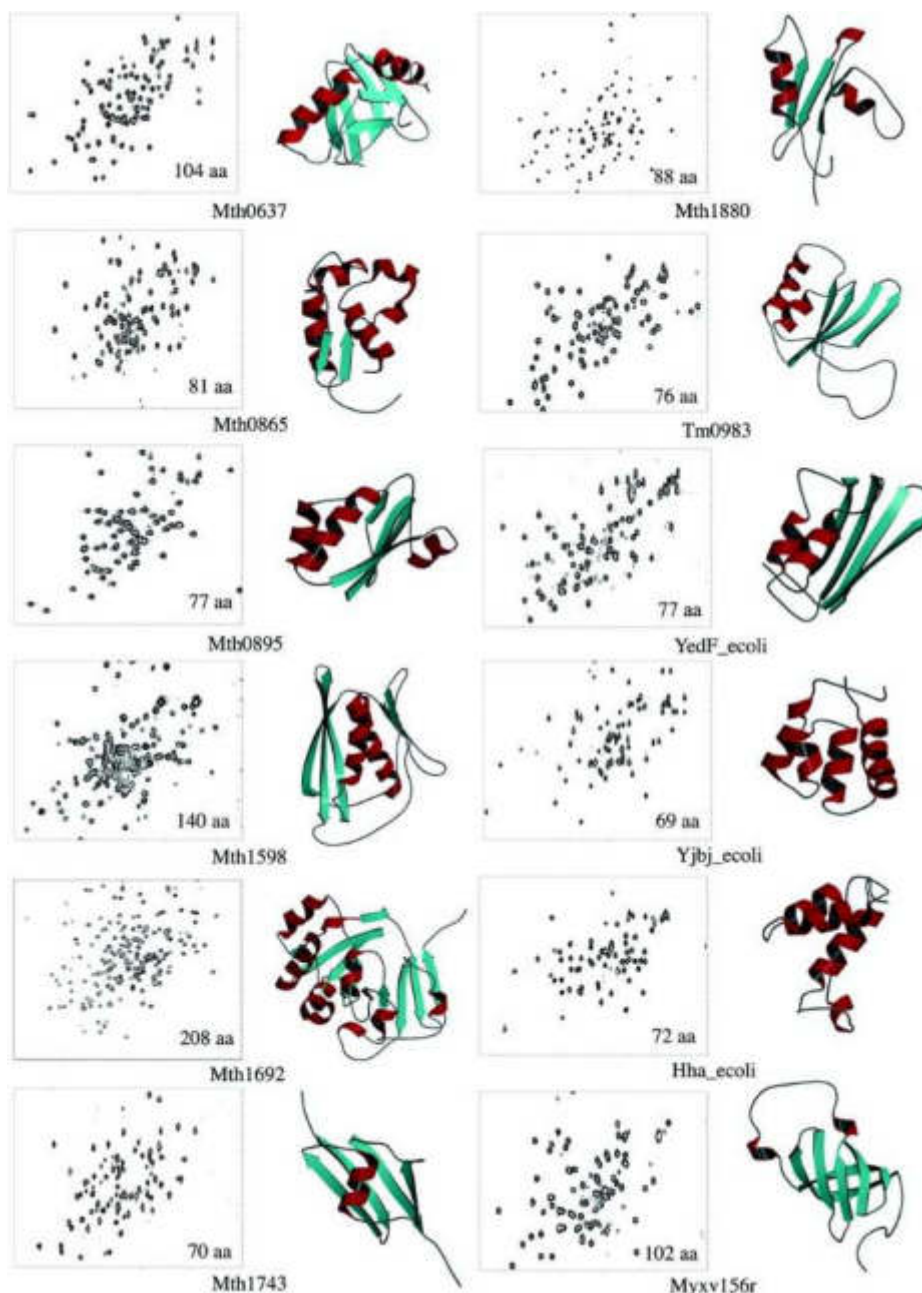 104 aa
88 aa
Mth0637
Mth1880
81 aa
76 aa
Mth0865
Tm0983
77 aa
77 aa
Mth0895
YedF_ecoli
140 aa
69 aa
Mth1598
Yjbj_ecoli
208 aa
72 aa
Mth1692
Hha_ecoli
70 aa
102 aa
Mth1743
Myxv156r